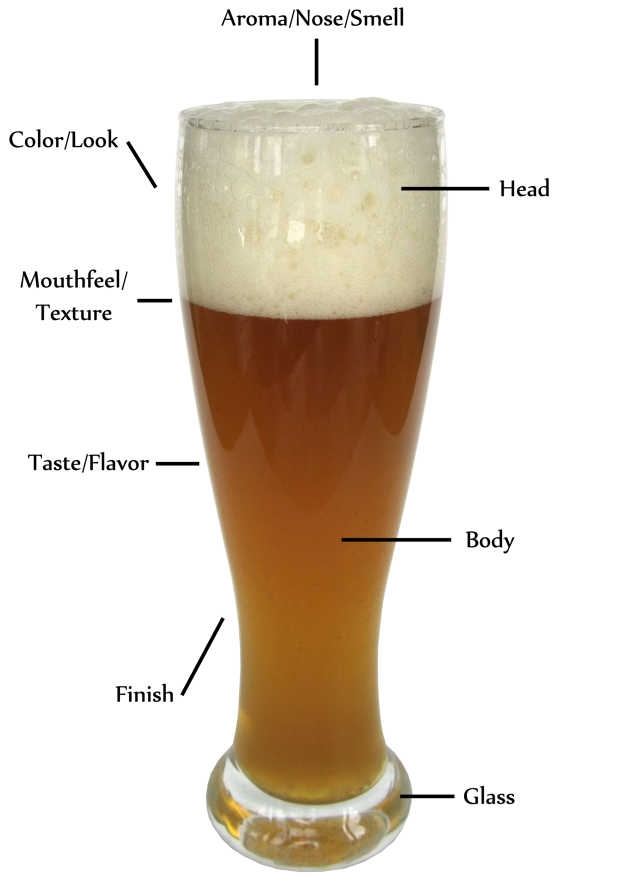 Aroma/Nose/Smell
Color/Look
Head
Mouthfeel/
Texture
Taste/Flavor
Body
Finish
Glass